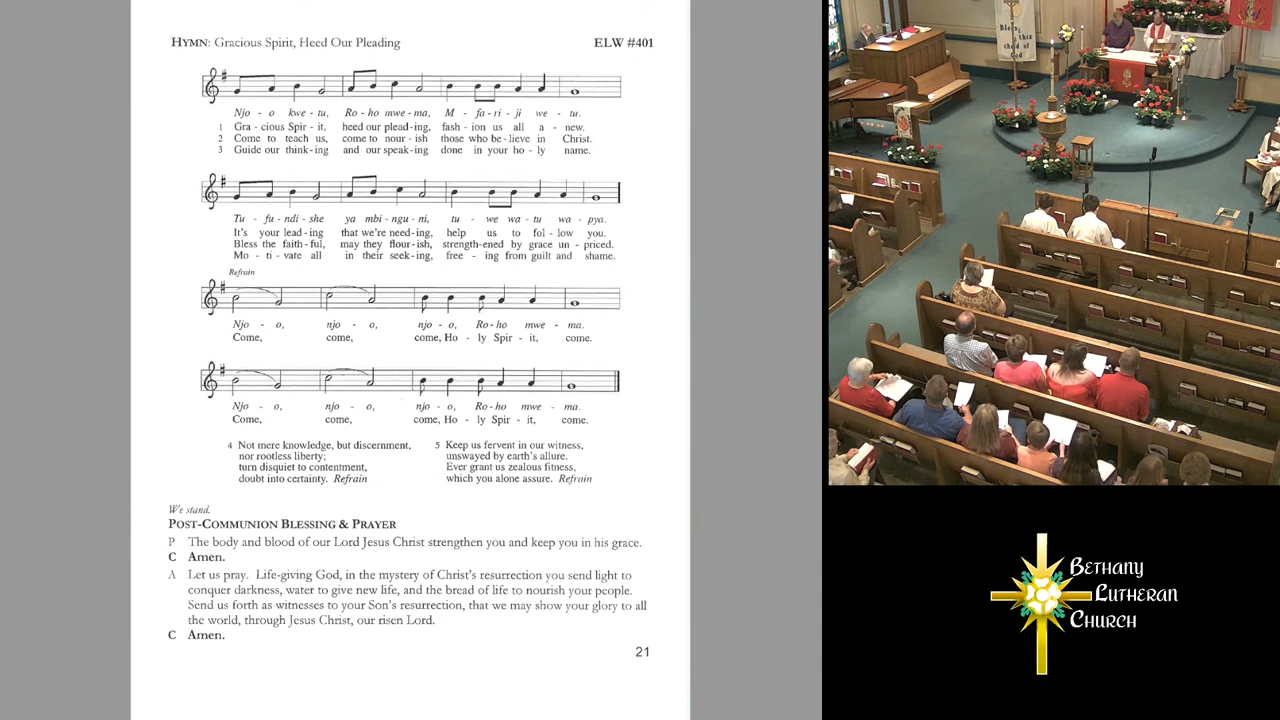 HYMN: Gracious Spirit, Heed Our Pleading ELW #401
Njo - o kwe - tu, Ro - ho mwe - ma, M - fa - ri - ji we - tu.
1 Gra - cious Spir - it, heed our plead - ing, fash - ion us all a - new.
2 Come to teach us, come to nour - ish those who be - lieve in Christ.
3 Guide our think - ing and our speak - ing done in your ho - ly name.
Tu - fu - ndi - she ya mbi - ngu - ni, tu - we wa - tu wa - pya.
It's your lead - ing that we're need - ing, help us to fol - low you.
Bless the faith - ful, may they flour - ish, strength - ened by grace un - priced.
Mo - ti - vate all in their seek - ing, free - ing from guilt and shame.
Refrain
Njo - o, njo - o, njo - o, Ro - ho mwe - ma.
Come, come, come, Ho - ly Spir - it, come.
Njo - o, njo - o, njo - o, Ro - ho mwe - ma.
Come, come, come, Ho - ly Spir - it, come.
4 Not mere knowledge, but discernment,
nor rootless liberty;
turn disquiet to contentment,
doubt into certainty. Refrain
5 Keep us fervent in our witness,
unswayed by earth's allure.
Ever grant us zealous fitness,
which you alone assure. Refrain
We stand.
POST-COMMUNION BLESSING & PRAYER
P The body and blood of our Lord Jesus Christ strengthen you and keep you in his grace.
C Amen.
A Let us pray. Life-giving God, in the mystery of Christ's resurrection you send light to
conquer darkness, water to give new life, and the bread of life to nourish your people.
Send us forth as witnesses to your Son's resurrection, that we may show your glory to all
the world, through Jesus Christ, our risen Lord.
C Amen.
21
child of
God
BETHANY
LUTHERAN
CHURCH